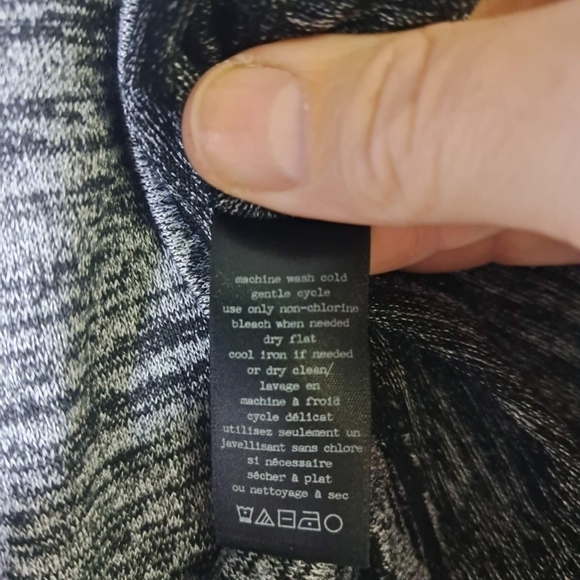 machine wash cold
gentle cycle
use only non-chlorine
bleach when needed
dry flat
cool iron if needed
or dry clean/
lavage en
machine à froid
cycle délicat
utilisez seulement un
javellisant sans chlore
si nécessaire
sécher à plat
ou nettoyage à sec